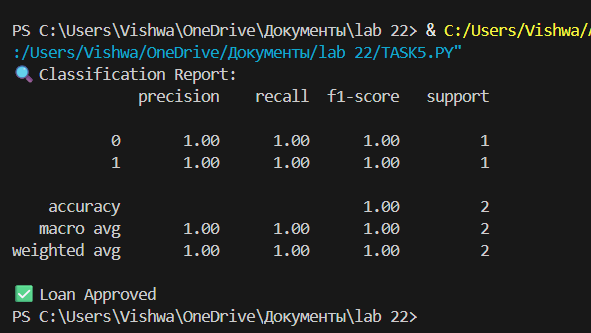 PS C:\Users\Vishwa\OneDrive\Документы\lab 22> & C:/Users/Vishwa/
:/Users/Vishwa/OneDrive/Документы/lab 22/TASK5.PY"
🔍 Classification Report:
precision recall f1-score support
0 1.00 1.00 1.00 1
1 1.00 1.00 1.00 1
accuracy 1.00 2
macro avg 1.00 1.00 1.00 2
weighted avg 1.00 1.00 1.00 2
✅ Loan Approved
PS C:\Users\Vishwa\OneDrive\Документы\lab 22>